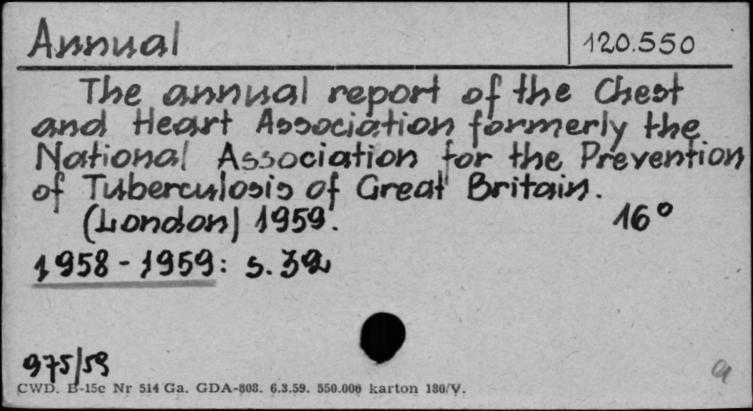 Annual 120.550
The annual report of the Chest
and Heart Association formerly the
National Association for the Prevention
of Tuberculosis of Great Britain.
(London) 1959. 16°
1958-1959: s. 32
975/59
a
CWD. B-15c Nr 514 Ga. GDA-808. 6.3.59. 550.000 karton 180/V.